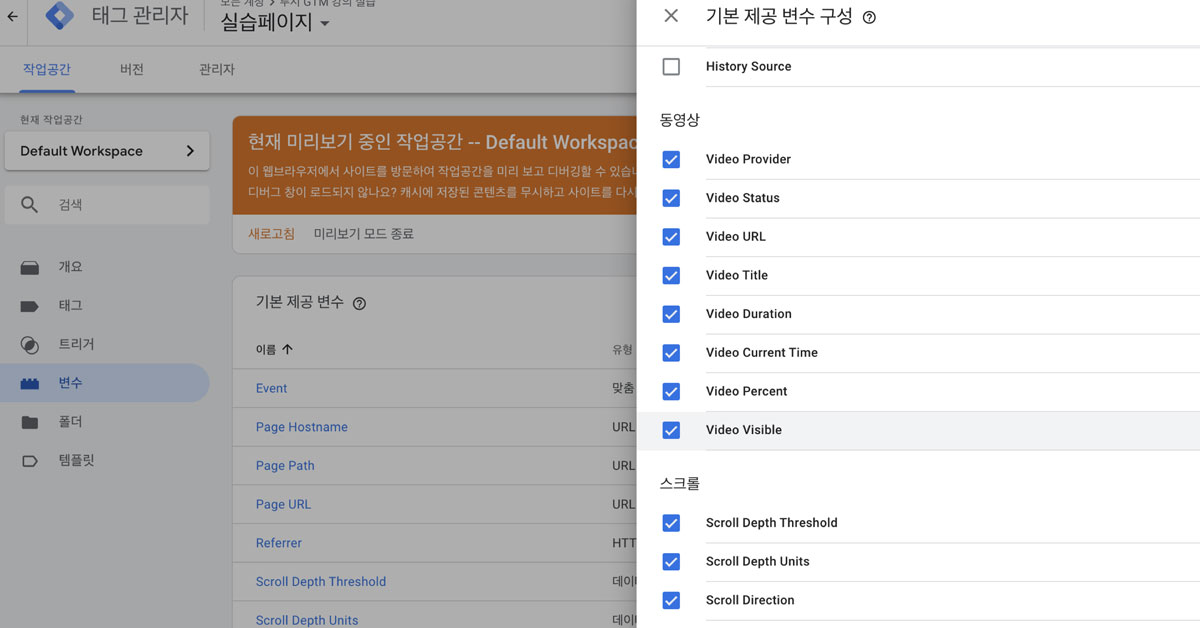 태그 관리자
모든 계정 > 루시 GTM 강의 실습
실습페이지
작업공간
버전
관리자
현재 작업공간
Default Workspace
검색
개요
태그
트리거
변수
폴더
템플릿
현재 미리보기 중인 작업공간 -- Default Workspac
이 웹브라우저에서 사이트를 방문하여 작업공간을 미리 보고 디버깅할 수 있습니
디버그 창이 로드되지 않나요? 캐시에 저장된 콘텐츠를 무시하고 사이트를 다시
새로고침 미리보기 모드 종료
기본 제공 변수
이름 유형
Event 맞춤
Page Hostname URL
Page Path URL
Page URL URL
Referrer HTT
Scroll Depth Threshold 데이
Scroll Depth Units 데이
기본 제공 변수 구성
History Source
동영상
Video Provider
Video Status
Video URL
Video Title
Video Duration
Video Current Time
Video Percent
Video Visible
스크롤
Scroll Depth Threshold
Scroll Depth Units
Scroll Direction